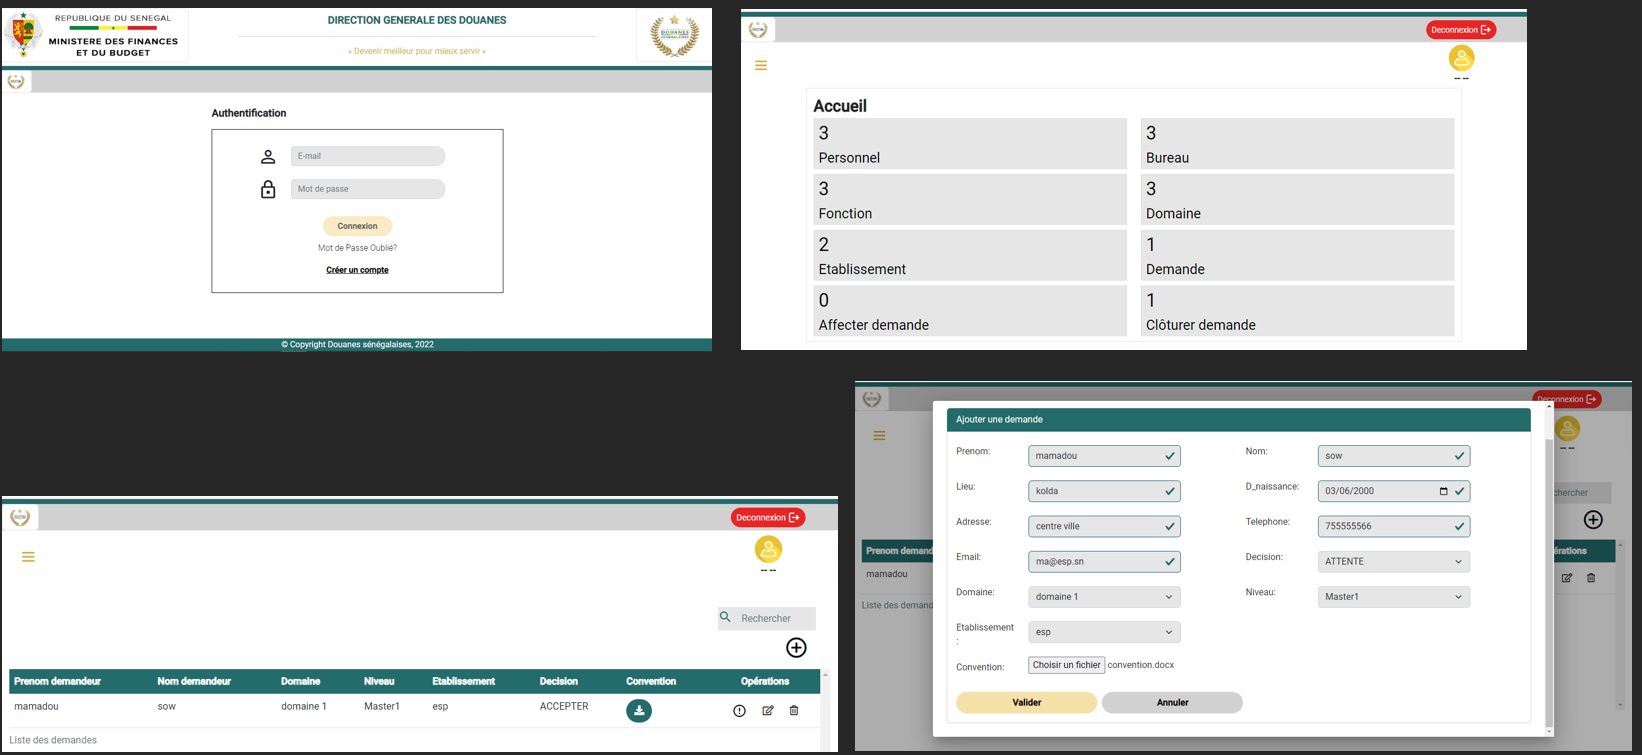 REPUBLIQUE DU SENEGAL
MINISTERE DES FINANCES
ET DU BUDGET
DIRECTION GENERALE DES DOUANES
« Devenir meilleur pour mieux servir »
DOUANES
Authentification
E-mail
Mot de passe
Connexion
Mot de Passe Oublié?
Créer un compte
© Copyright Douanes sénégalaises, 2022
Deconnexion
-- --
Accueil
3
Personnel
3
Bureau
3
Fonction
3
Domaine
2
Etablissement
1
Demande
0
Affecter demande
1
Clôturer demande
Deconnexion
-- --
Rechercher
Prenom demandeur Nom demandeur Domaine Niveau Etablissement Decision Convention Opérations
mamadou sow domaine 1 Master1 esp ACCEPTER
Liste des demandes
Deconnexion
-- --
chercher
Prenom demand
érations
mamadou
Liste des demand
Ajouter une demande
Prenom: mamadou Nom: sow
Lieu: kolda D_naissance: 03/06/2000
Adresse: centre ville Telephone: 755555566
Email: ma@esp.sn Decision: ATTENTE
Domaine: domaine 1 Niveau: Master1
Etablissement
: esp
Convention: Choisir un fichier convention.docx
Valider Annuler